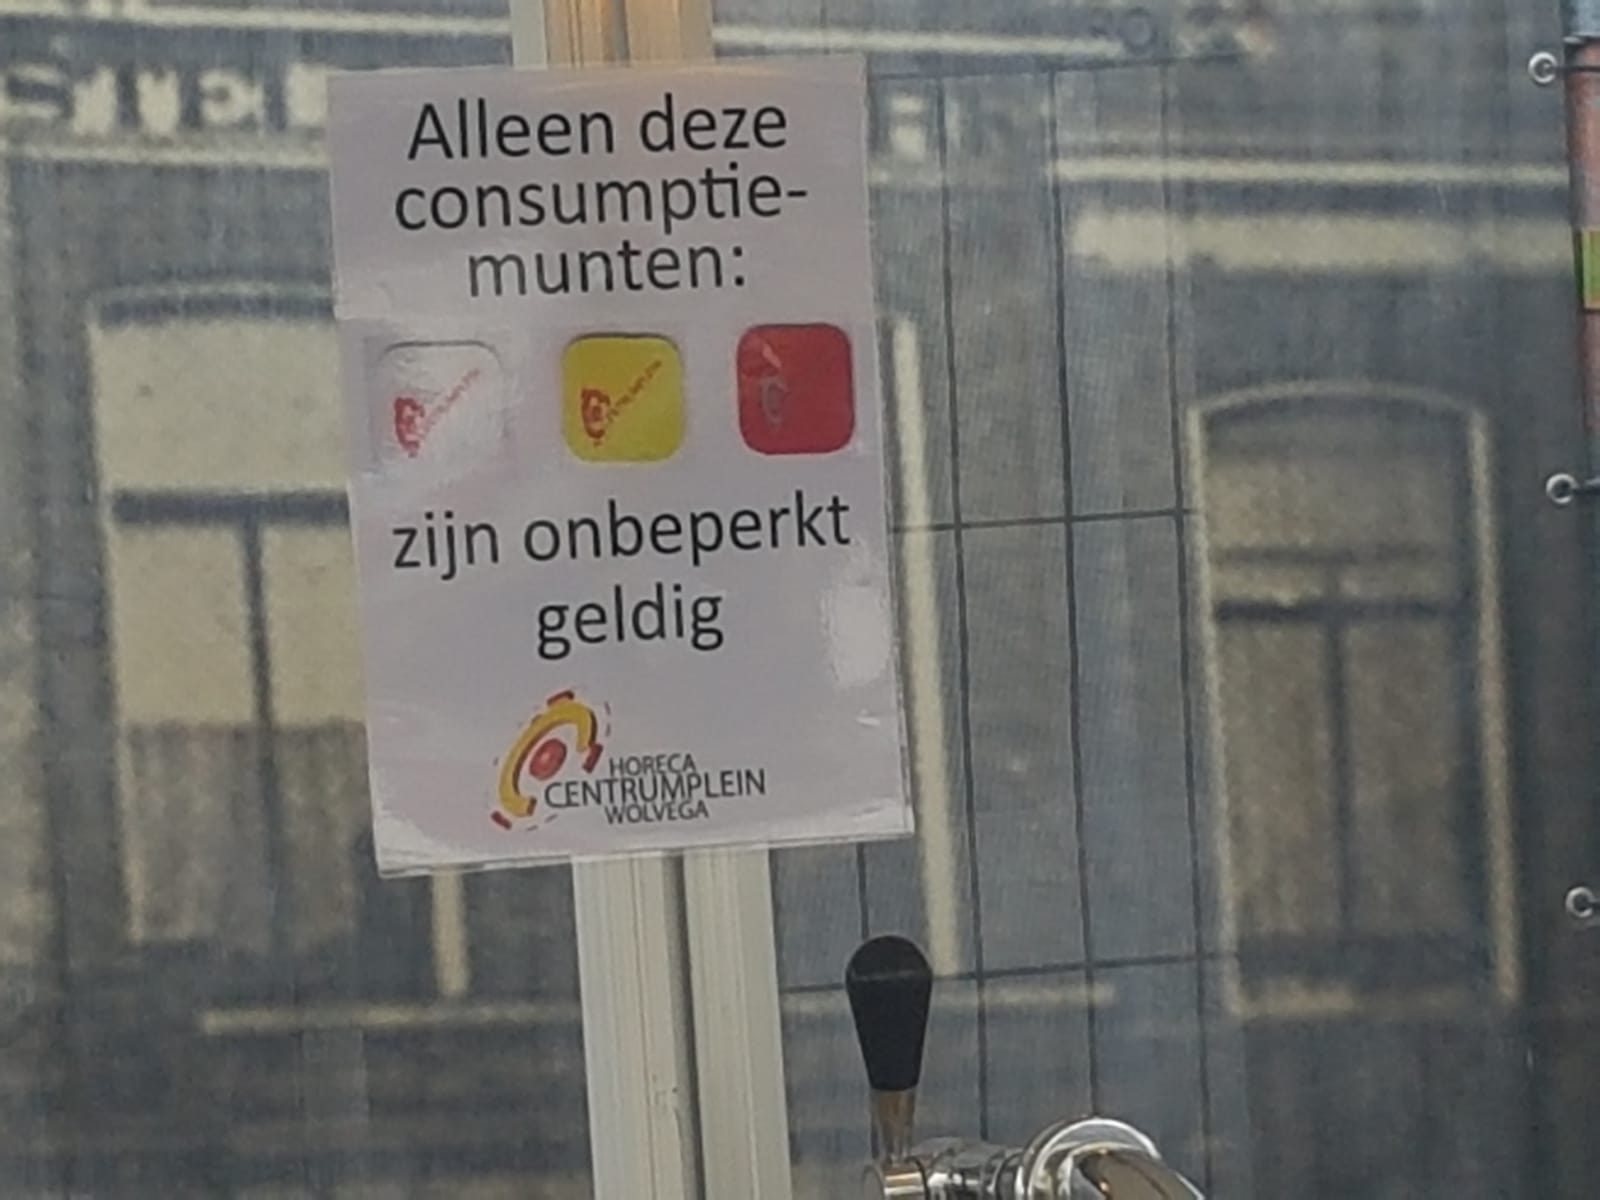 Alleen deze
consumptie-
munten:
zijn onbeperkt
geldig
HORECA
CENTRUMPLEIN
WOLVEGA